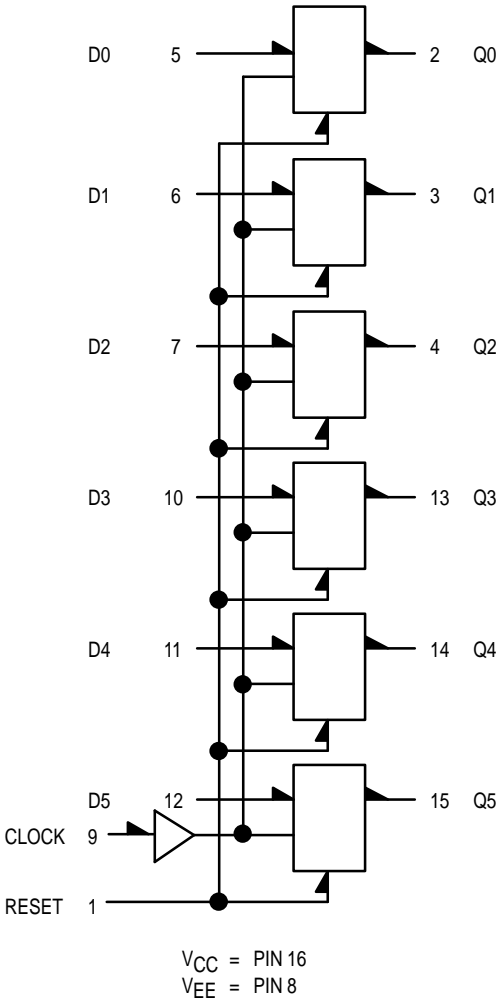 D0 5 2 Q0
D1 6 3 Q1
D2 7 4 Q2
D3 10 13 Q3
D4 11 14 Q4
D5 12 15 Q5
CLOCK 9
RESET 1
VCC = PIN 16
VEE = PIN 8